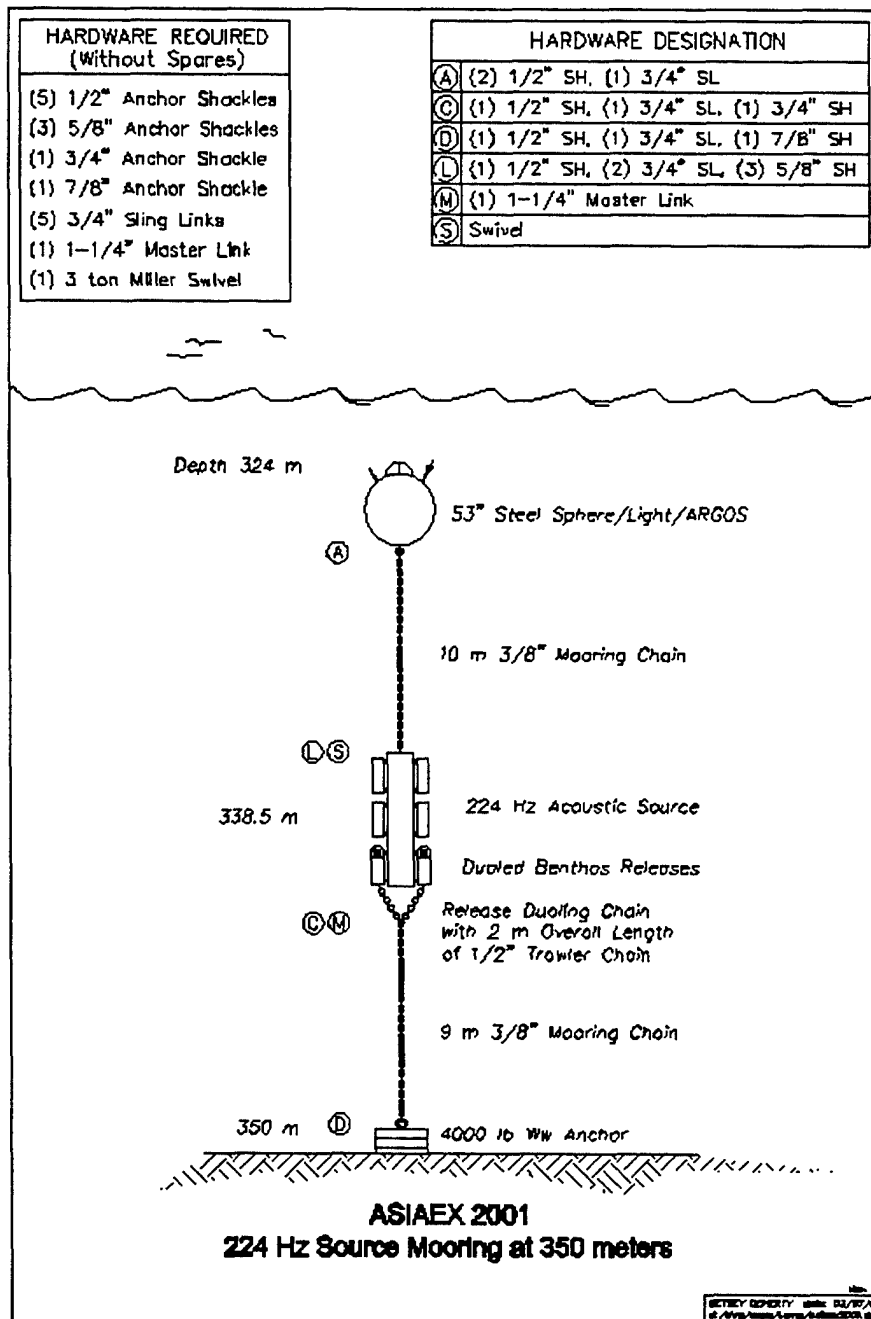 HARDWARE REQUIRED
(Without Spares)
(5) 1/2" Anchor Shackles
(3) 5/8" Anchor Shackles
(1) 3/4" Anchor Shackle
(1) 7/8" Anchor Shackle
(5) 3/4" Sling Links
(1) 1-1/4" Master Link
(1) 3 ton Miller Swivel
HARDWARE DESIGNATION
A (2) 1/2" SH, (1) 3/4" SL
C (1) 1/2" SH, (1) 3/4" SL, (1) 3/4" SH
D (1) 1/2" SH, (1) 3/4" SL, (1) 7/8" SH
L (1) 1/2" SH, (2) 3/4" SL, (3) 5/8" SH
M (1) 1-1/4" Master Link
S Swivel
Depth 324 m
53" Steel Sphere/Light/ARGOS
A
10 m 3/8" Mooring Chain
L S
338.5 m
224 Hz Acoustic Source
Dualed Benthos Releases
C M
Release Dualing Chain
with 2 m Overall Length
of 1/2" Trawler Chain
9 m 3/8" Mooring Chain
350 m
D
4000 lb Ww Anchor
ASIAEX 2001
224 Hz Source Mooring at 350 meters